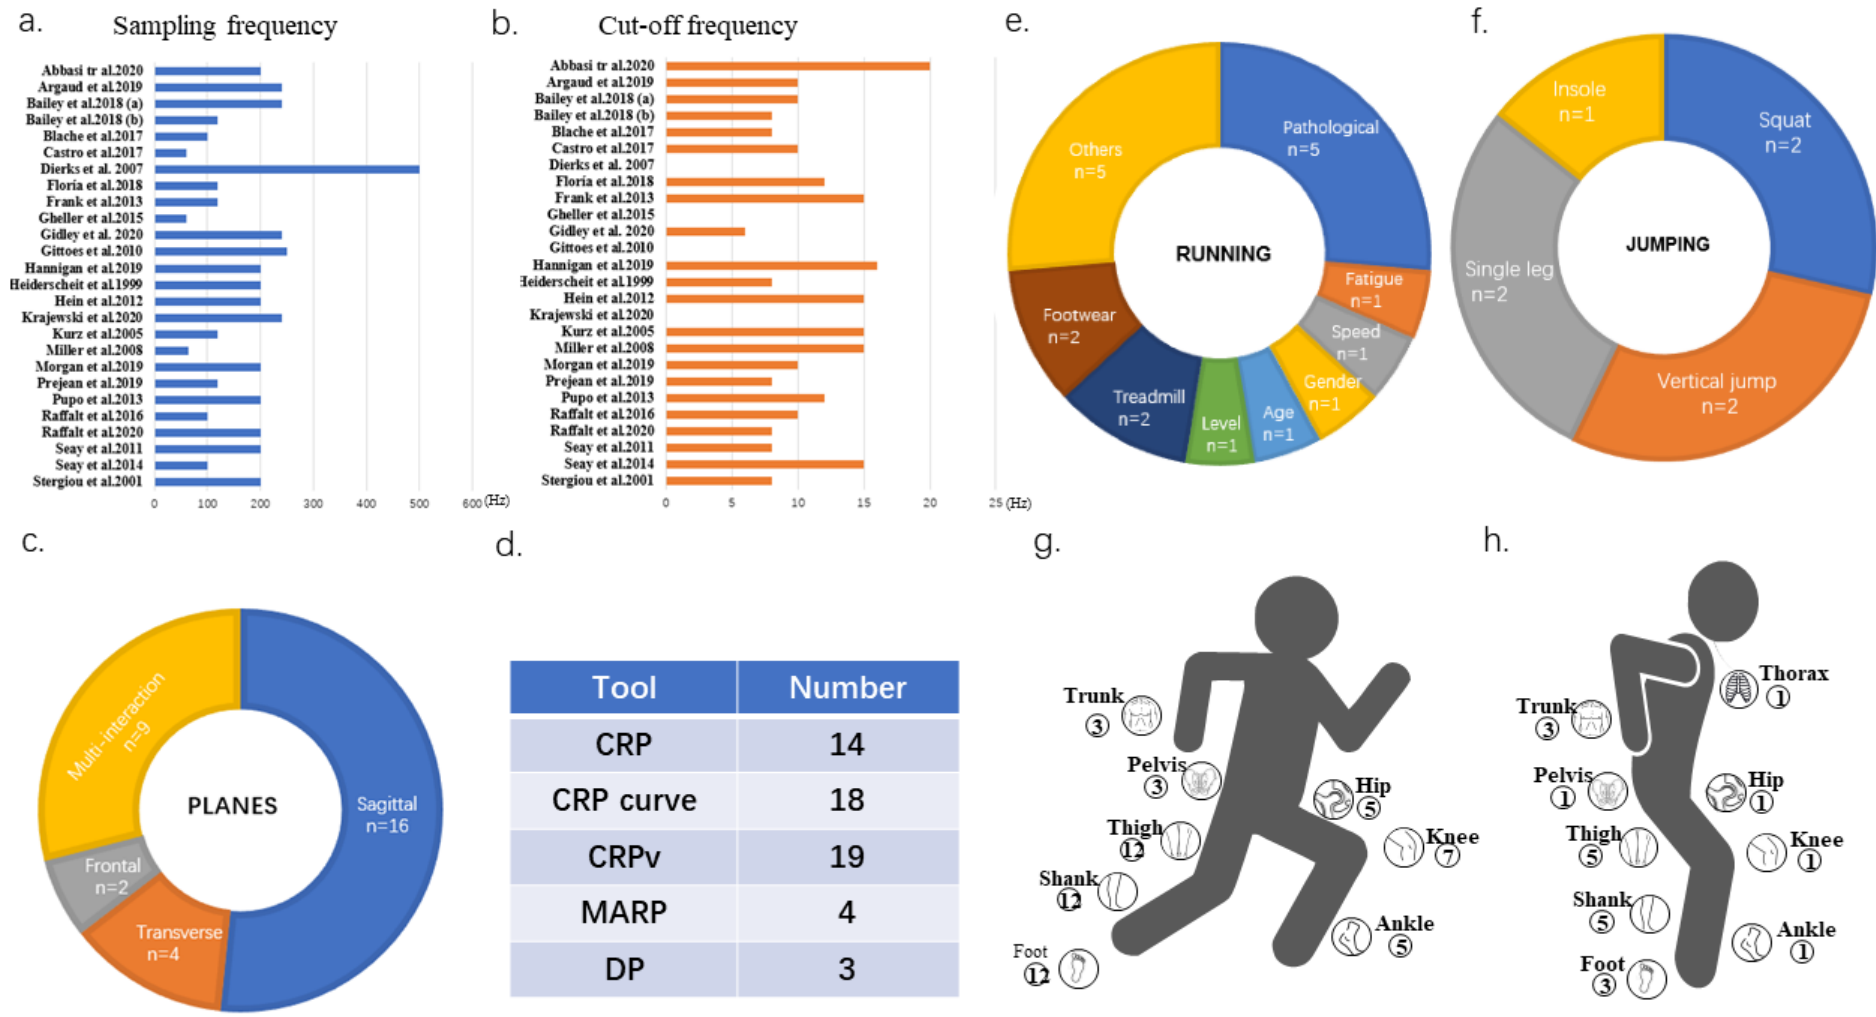 a.
Sampling frequency
Abbasi tr al.2020
Argaud et al.2019
Bailey et al.2018 (a)
Bailey et al.2018 (b)
Blache et al.2017
Castro et al.2017
Dierks et al. 2007
Floría et al.2018
Frank et al.2013
Gheller et al.2015
Gidley et al. 2020
Gittoes et al.2010
Hannigan et al.2019
Heiderscheit et al.1999
Hein et al.2012
Krajewski et al.2020
Kurz et al.2005
Miller et al.2008
Morgan et al.2019
Prejean et al.2019
Pupo et al.2013
Raffalt et al.2016
Raffalt et al.2020
Seay et al.2011
Seay et al.2014
Stergiou et al.2001
0 100 200 300 400 500 600 (Hz)
b.
Cut-off frequency
Abbasi tr al.2020
Argaud et al.2019
Bailey et al.2018 (a)
Bailey et al.2018 (b)
Blache et al.2017
Castro et al.2017
Dierks et al. 2007
Floría et al.2018
Frank et al.2013
Gheller et al.2015
Gidley et al. 2020
Gittoes et al.2010
Hannigan et al.2019
Heiderscheit et al.1999
Hein et al.2012
Krajewski et al.2020
Kurz et al.2005
Miller et al.2008
Morgan et al.2019
Prejean et al.2019
Pupo et al.2013
Raffalt et al.2016
Raffalt et al.2020
Seay et al.2011
Seay et al.2014
Stergiou et al.2001
0 5 10 15 20 25 (Hz)
e.
RUNNING
Pathological
n=5
Fatigue
n=1
Speed
n=1
Gender
n=1
Age
n=1
Level
n=1
Treadmill
n=2
Footwear
n=2
Others
n=5
f.
JUMPING
Squat
n=2
Vertical jump
n=2
Single leg
n=2
Insole
n=1
c.
PLANES
Sagittal
n=16
Transverse
n=4
Frontal
n=2
Multi-interaction
n=9
d.
Tool Number
CRP 14
CRP curve 18
CRPv 19
MARP 4
DP 3
g.
Trunk
3
Pelvis
3
Hip
5
Thigh
12
Knee
7
Shank
12
Ankle
5
Foot
12
h.
Thorax
1
Trunk
3
Pelvis
1
Hip
1
Thigh
5
Knee
1
Shank
5
Ankle
1
Foot
3